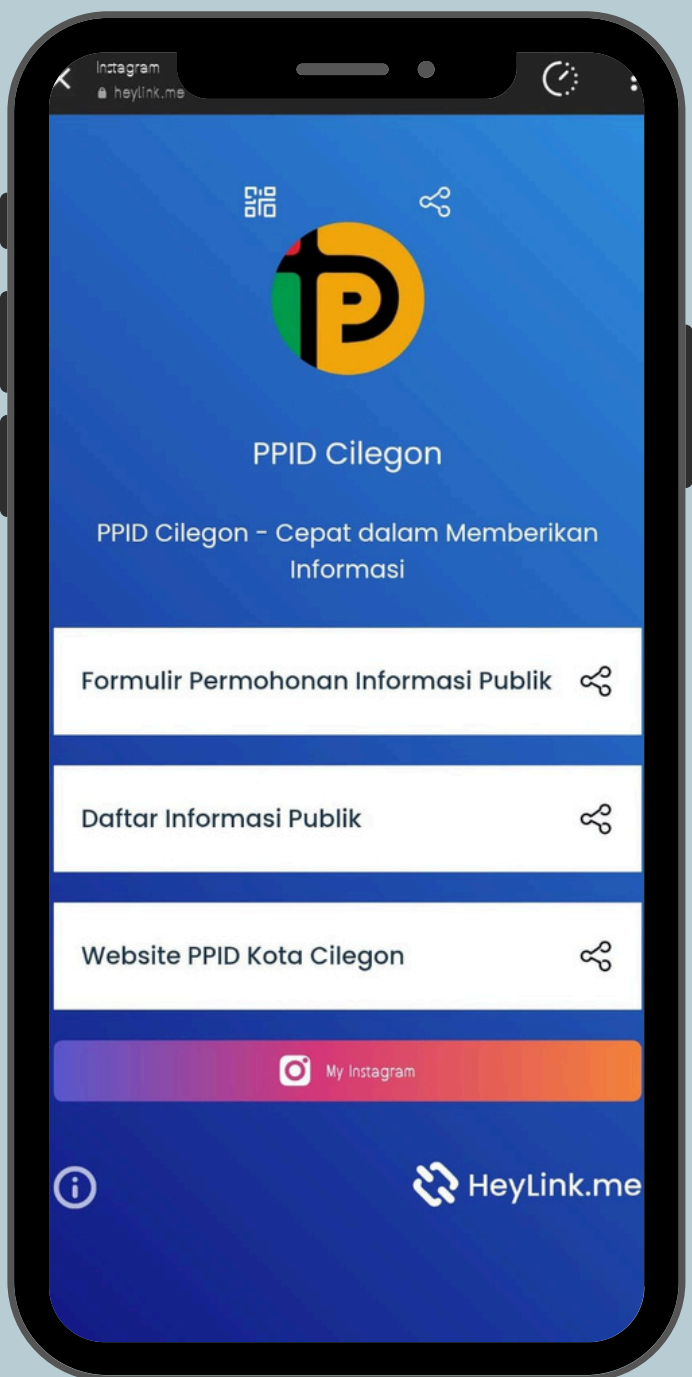 Instagram
heylink.me
PPID Cilegon
PPID Cilegon - Cepat dalam Memberikan
Informasi
Formulir Permohonan Informasi Publik
Daftar Informasi Publik
Website PPID Kota Cilegon
My Instagram
HeyLink.me